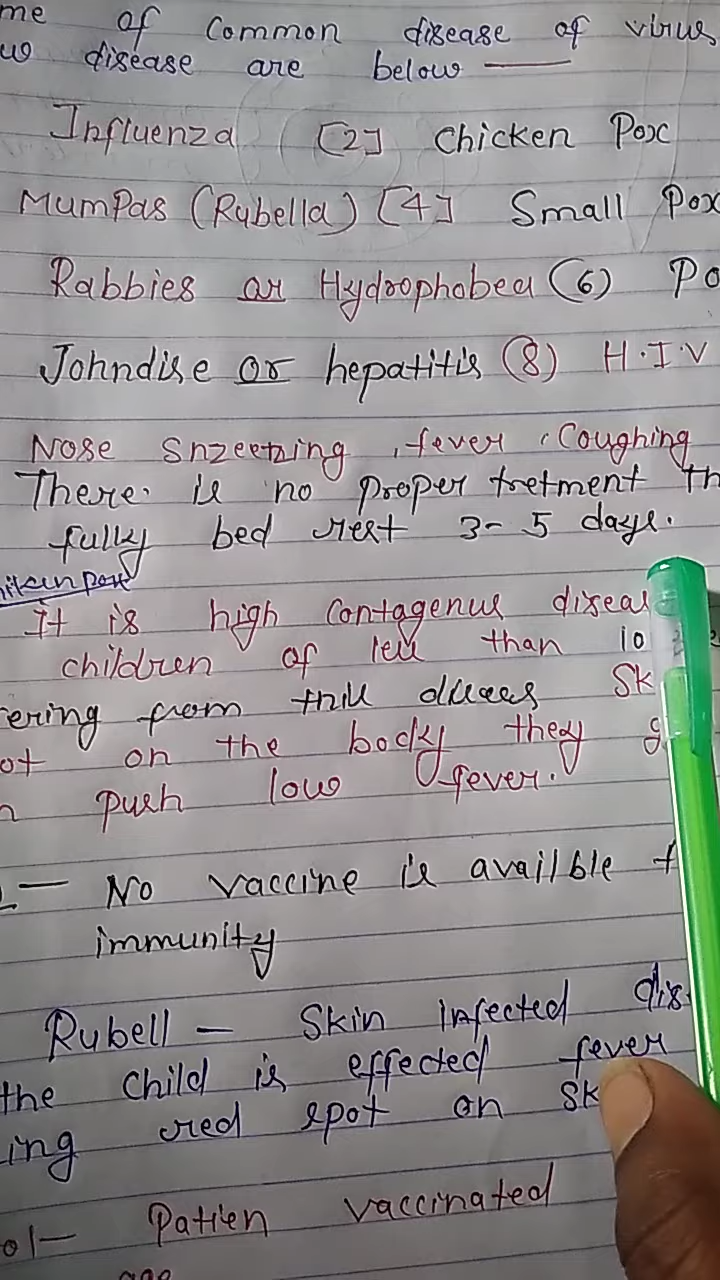 me of common disease of virus
disease are below —
Influenza [2] Chicken Pox
Mumpas (Rubella) [4] Small Pox
Rabbies or Hydrophobea (6) Po
Johndise or hepatitis (8) H.I.V
Nose Snzeetzing, fever, Coughing
There. is no proper tretment Th
fully bed rest 3-5 days.
It is high contagenus diseas
children of less than 10
ering from this SK
ot on the body they g
n push low fever.
— No vaccine is availble f
immunity
Rubell — Skin infected dis
the child is effected fever
ing red spot on SK
ol— Patien vaccinated
age